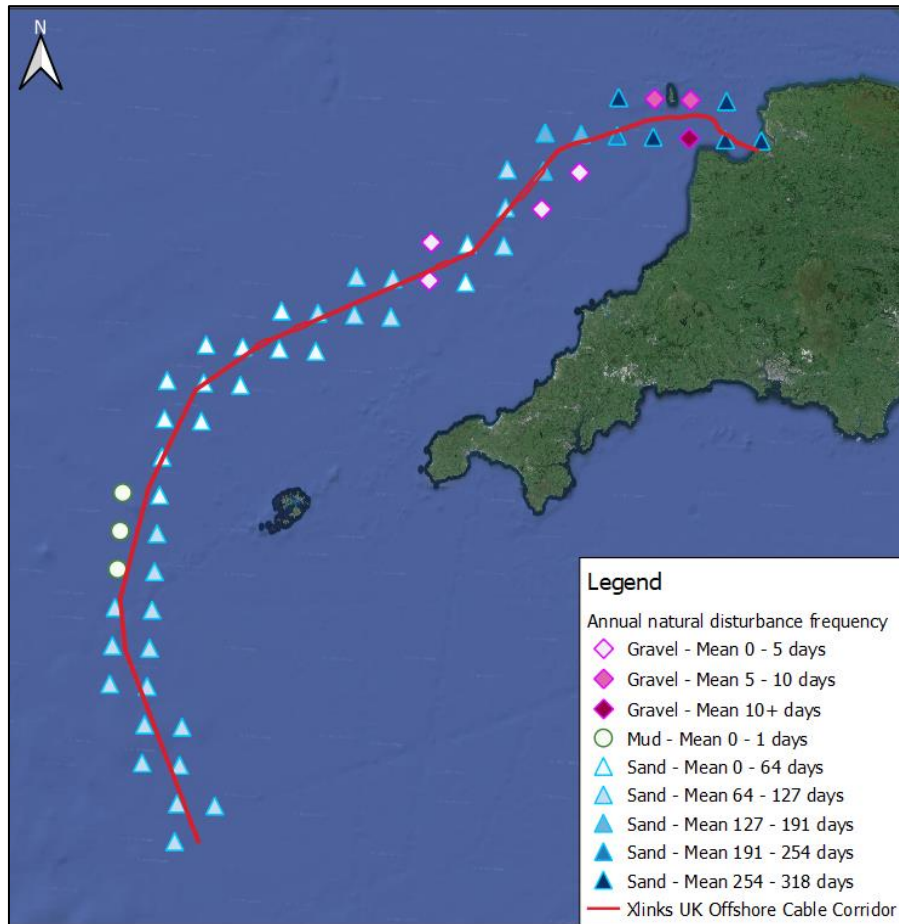 N
Legend
Annual natural disturbance frequency
Gravel - Mean 0 - 5 days
Gravel - Mean 5 - 10 days
Gravel - Mean 10+ days
Mud - Mean 0 - 1 days
Sand - Mean 0 - 64 days
Sand - Mean 64 - 127 days
Sand - Mean 127 - 191 days
Sand - Mean 191 - 254 days
Sand - Mean 254 - 318 days
Xlinks UK Offshore Cable Corridor